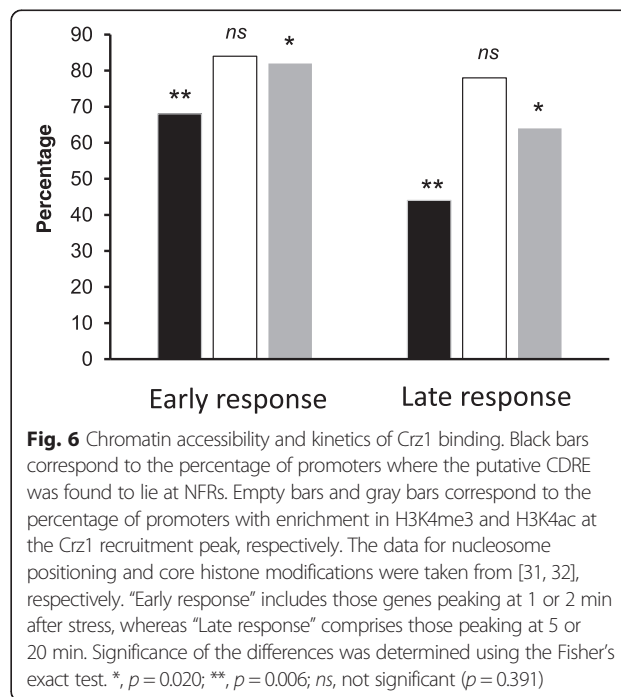 90
80
70
60
50
40
30
20
10
0
Percentage
** ns *
** ns *
Early response Late response
Fig. 6 Chromatin accessibility and kinetics of Crz1 binding. Black bars
correspond to the percentage of promoters where the putative CDRE
was found to lie at NFRs. Empty bars and gray bars correspond to the
percentage of promoters with enrichment in H3K4me3 and H3K4ac at
the Crz1 recruitment peak, respectively. The data for nucleosome
positioning and core histone modifications were taken from [31, 32],
respectively. “Early response” includes those genes peaking at 1 or 2 min
after stress, whereas “Late response” comprises those peaking at 5 or
20 min. Significance of the differences was determined using the Fisher’s
exact test. *, p = 0.020; **, p = 0.006; ns, not significant (p = 0.391)